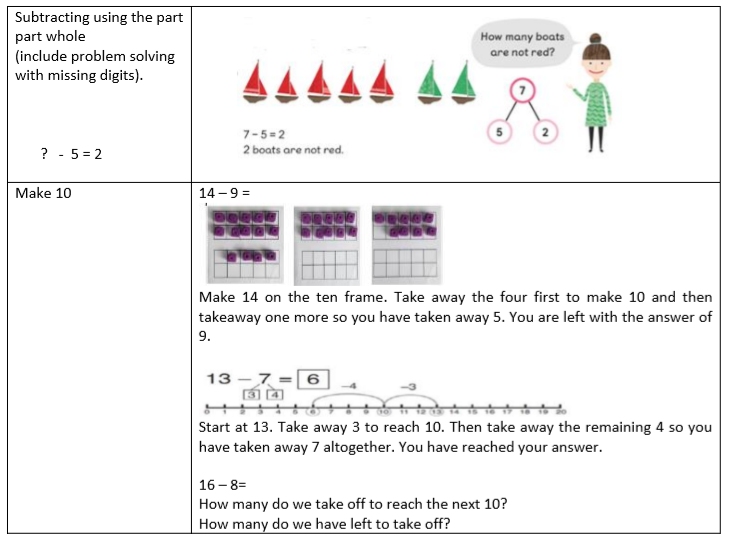 Subtracting using the part
part whole
(include problem solving
with missing digits).
? - 5 = 2
How many boats
are not red?
7
5 2
7 - 5 = 2
2 boats are not red.
Make 10
14 – 9 =
Make 14 on the ten frame. Take away the four first to make 10 and then
takeaway one more so you have taken away 5. You are left with the answer of
9.
13 – 7 = 6
3 4
–4 –3
0 1 2 3 4 5 6 7 8 9 10 11 12 13 14 15 16 17 18 19 20
Start at 13. Take away 3 to reach 10. Then take away the remaining 4 so you
have taken away 7 altogether. You have reached your answer.
16 – 8=
How many do we take off to reach the next 10?
How many do we have left to take off?